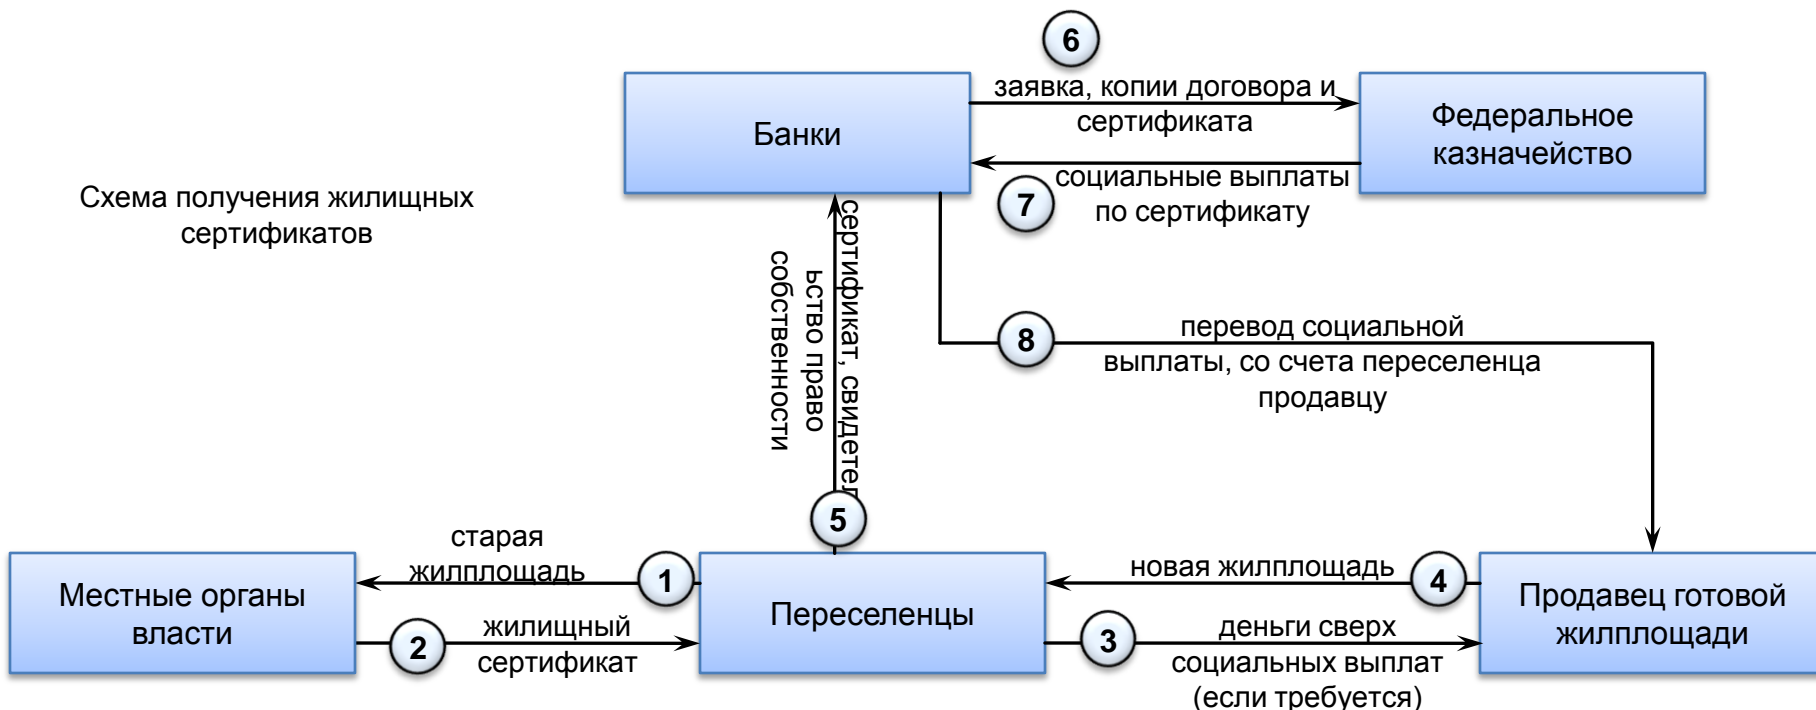 6
заявка, копии договора и
сертификата
Банки
Федеральное
казначейство
социальные выплаты
по сертификату
7
Схема получения жилищных
сертификатов
сертификат, свидетел
ьство право
собственности
8
перевод социальной
выплаты, со счета переселенца
продавцу
5
старая
жилплощадь
1
новая жилплощадь
4
Местные органы
власти
Переселенцы
Продавец готовой
жилплощади
2
жилищный
сертификат
3
деньги сверх
социальных выплат
(если требуется)